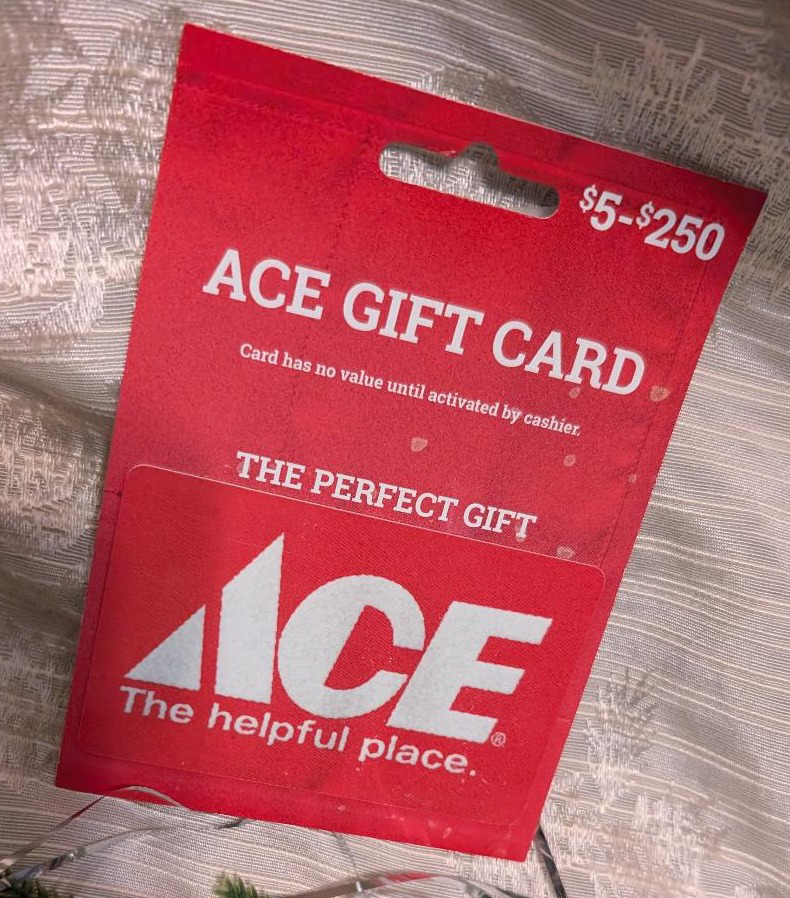 $5-$250
ACE GIFT CARD
Card has no value until activated by cashier.
THE PERFECT GIFT
ACE®
The helpful place.